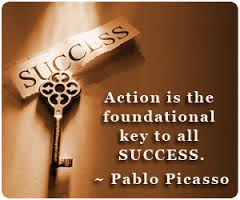 SUCCESS
Action is the
foundational
key to all
SUCCESS.
~ Pablo Picasso